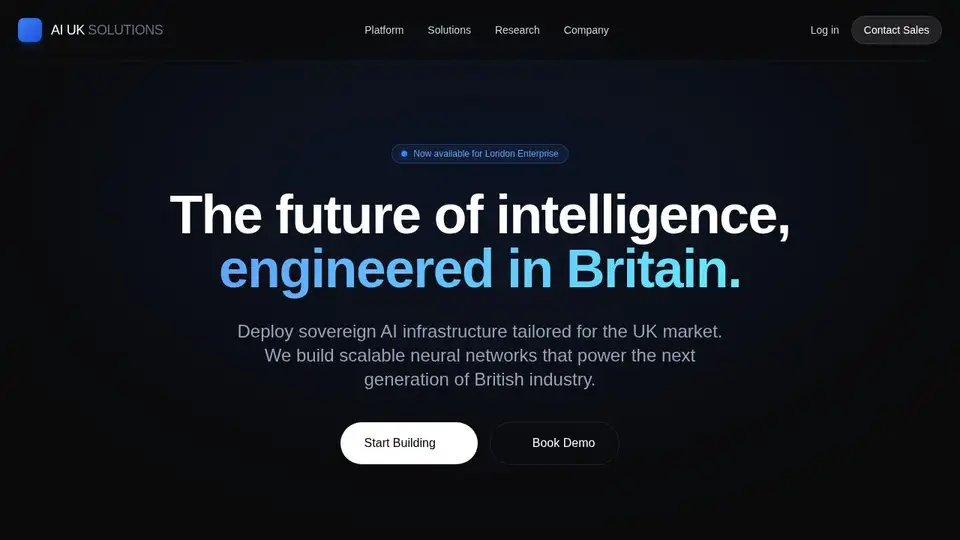 AI UK SOLUTIONS
Platform
Solutions
Research
Company
Log in
Contact Sales
Now available for London Enterprise
The future of intelligence,
engineered in Britain.
Deploy sovereign AI infrastructure tailored for the UK market.
We build scalable neural networks that power the next
generation of British industry.
Start Building
Book Demo